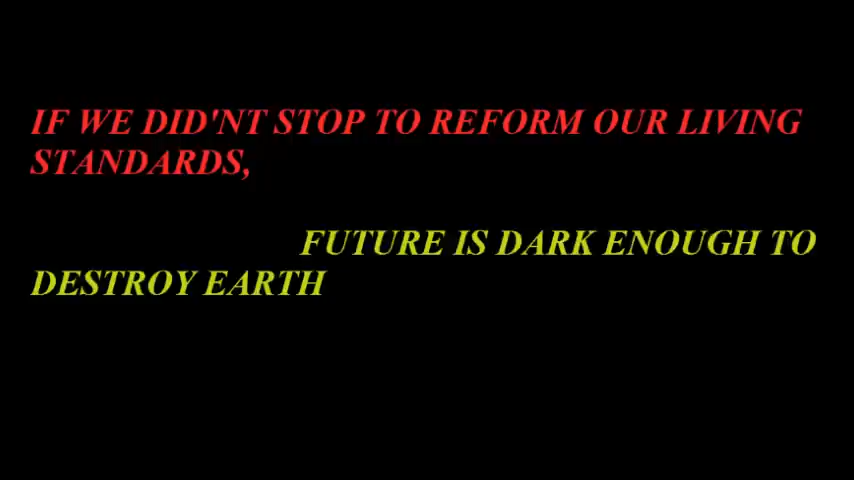 IF WE DID'NT STOP TO REFORM OUR LIVING
STANDARDS,
FUTURE IS DARK ENOUGH TO
DESTROY EARTH